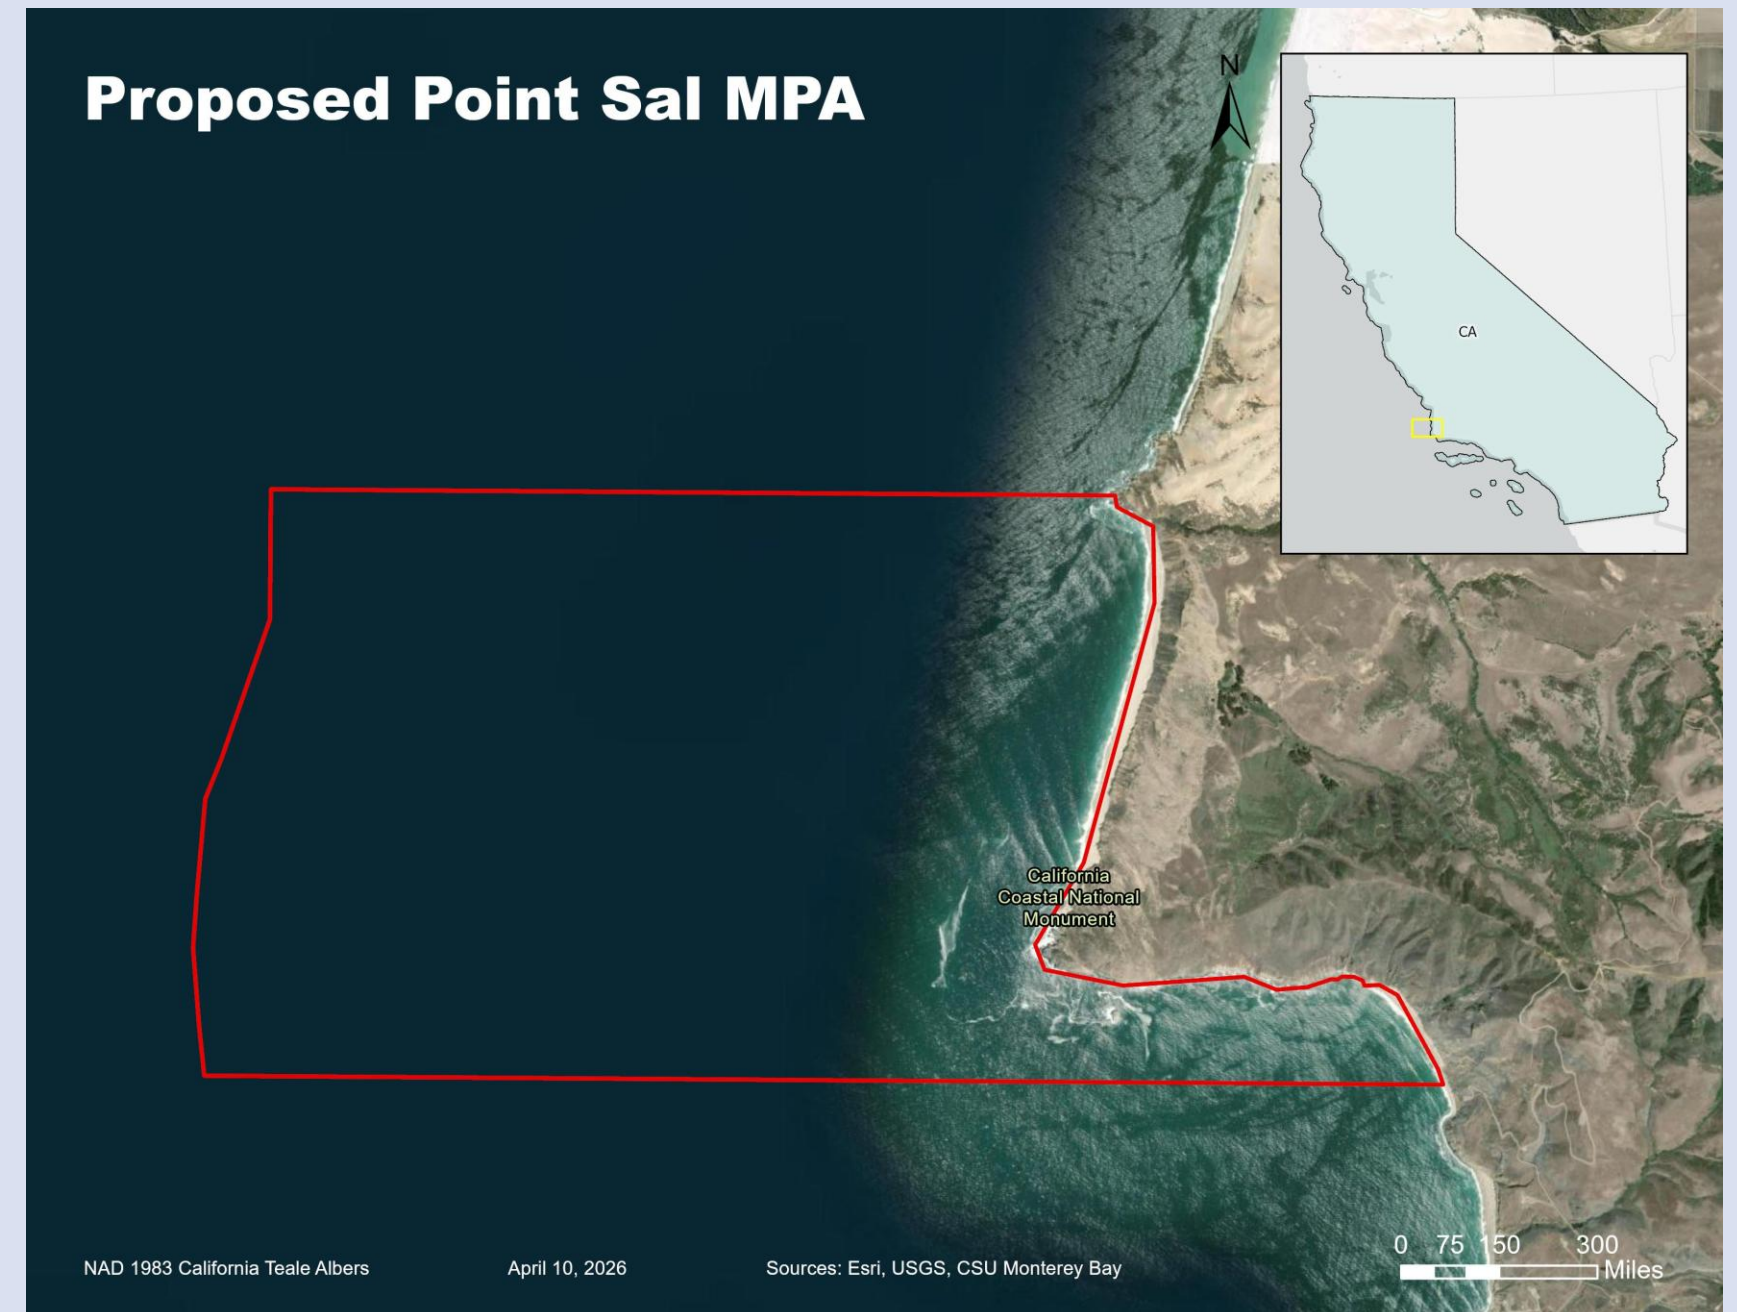 Proposed Point Sal MPA
N
CA
California
Coastal National
Monument
NAD 1983 California Teale Albers
April 10, 2026
Sources: Esri, USGS, CSU Monterey Bay
0 75 150 300
Miles